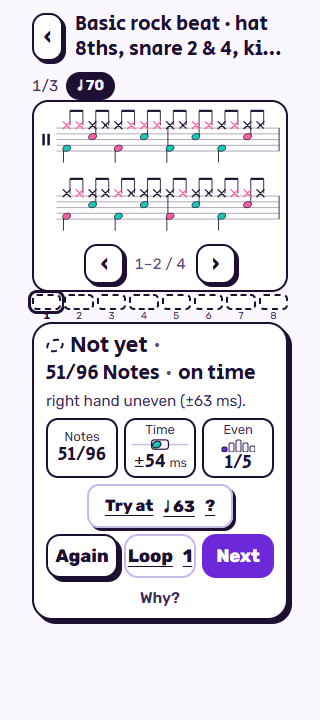 ‹ Basic rock beat · hat
8ths, snare 2 & 4, ki...
1/3 ♩70
‹ 1–2 / 4 ›
1 2 3 4 5 6 7 8
Not yet ·
51/96 Notes · on time
right hand uneven (±63 ms).
Notes Time Even
51/96 ±54 ms 1/5
Try at ♩63 ?
Again Loop 1 Next
Why?